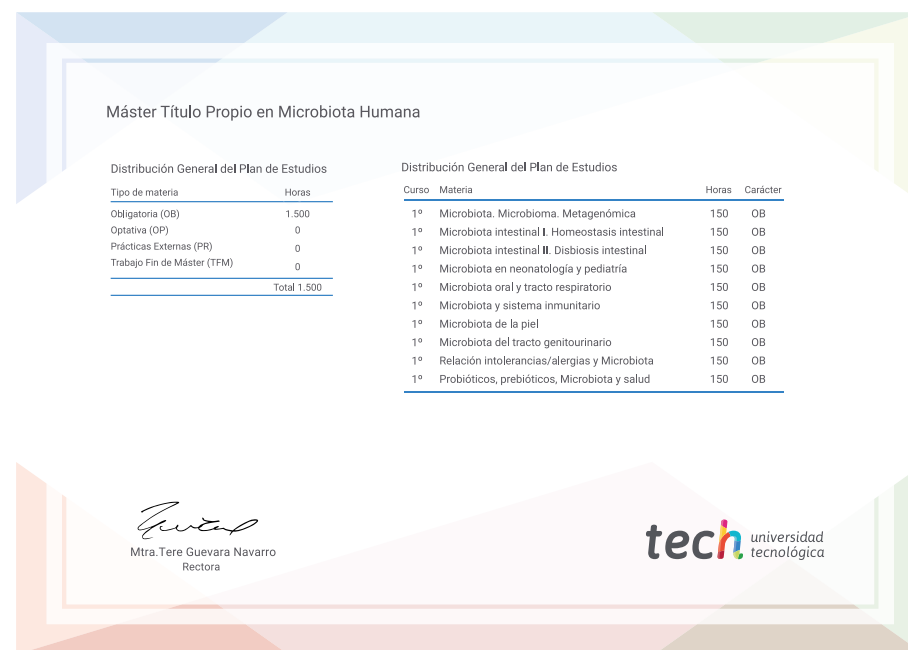 Máster Título Propio en Microbiota Humana
Distribución General del Plan de Estudios
Tipo de materia Horas
Obligatoria (OB) 1.500
Optativa (OP) 0
Prácticas Externas (PR) 0
Trabajo Fin de Máster (TFM) 0
Total 1.500
Distribución General del Plan de Estudios
Curso Materia Horas Carácter
1º Microbiota. Microbioma. Metagenómica 150 OB
1º Microbiota intestinal I. Homeostasis intestinal 150 OB
1º Microbiota intestinal II. Disbiosis intestinal 150 OB
1º Microbiota en neonatología y pediatría 150 OB
1º Microbiota oral y tracto respiratorio 150 OB
1º Microbiota y sistema inmunitario 150 OB
1º Microbiota de la piel 150 OB
1º Microbiota del tracto genitourinario 150 OB
1º Relación intolerancias/alergias y Microbiota 150 OB
1º Probióticos, prebióticos, Microbiota y salud 150 OB
Mtra.Tere Guevara Navarro
Rectora
tech universidad
tecnológica